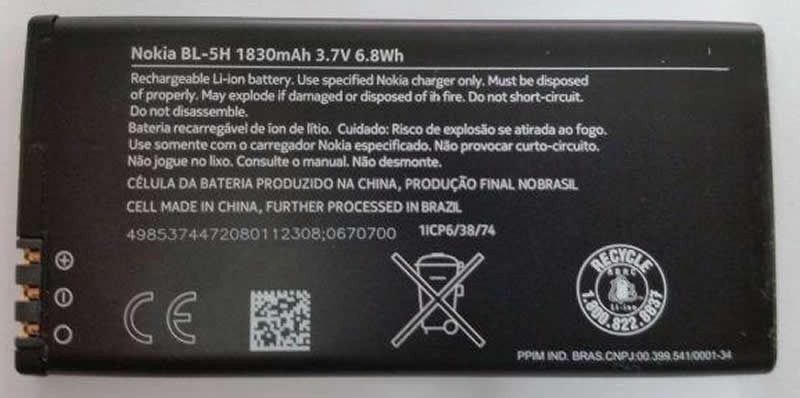 Nokia BL-5H 1830mAh 3.7V 6.8Wh
Rechargeable Li-ion battery. Use specified Nokia charger only. Must be disposed
of properly. May explode if damaged or disposed of ih fire. Do not short-circuit.
Do not disassemble.
Bateria recarregável de íon de lítio. Cuidado: Risco de explosão se atirada ao fogo.
Use somente com o carregador Nokia especificado. Não provocar curto-circuito.
Não jogue no lixo. Consulte o manual. Não desmonte.
CÉLULA DA BATERIA PRODUZIDO NA CHINA, PRODUÇÃO FINAL NOBRASIL
CELL MADE IN CHINA, FURTHER PROCESSED IN BRAZIL
4985374472080112308;0670700 1ICP6/38/74
CE
RECYCLE
RBRC
Li-ion
1.800.822.8837
PPIM IND. BRAS.CNPJ:00.399.541/0001-34